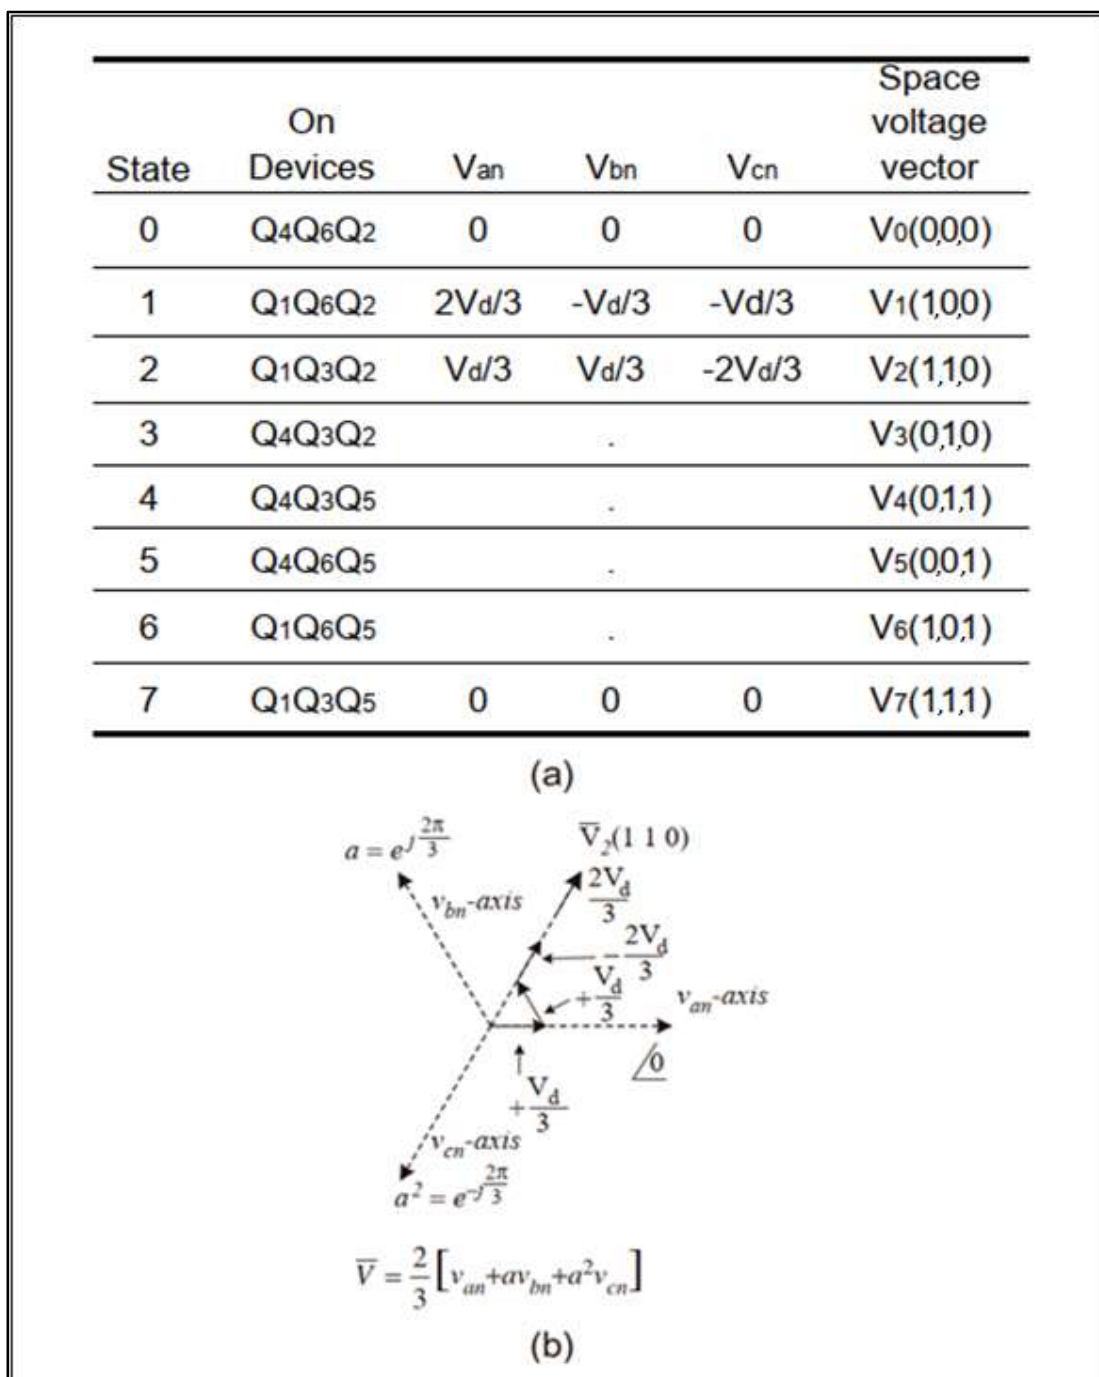 State On Devices Van Vbn Vcn Space voltage vector
0 Q4Q6Q2 0 0 0 V0(0,0,0)
1 Q1Q6Q2 2Vd/3 -Vd/3 -Vd/3 V1(1,0,0)
2 Q1Q3Q2 Vd/3 Vd/3 -2Vd/3 V2(1,1,0)
3 Q4Q3Q2 . V3(0,1,0)
4 Q4Q3Q5 . V4(0,1,1)
5 Q4Q6Q5 . V5(0,0,1)
6 Q1Q6Q5 . V6(1,0,1)
7 Q1Q3Q5 0 0 0 V7(1,1,1)
(a)
a = e^{j 2π/3}
V̅2(1 1 0)
2Vd/3
vbn-axis
-2Vd/3
+Vd/3
van-axis
∠0
+Vd/3
vcn-axis
a² = e^{-j 2π/3}
V̅ = 2/3 [van+avbn+a²vcn]
(b)